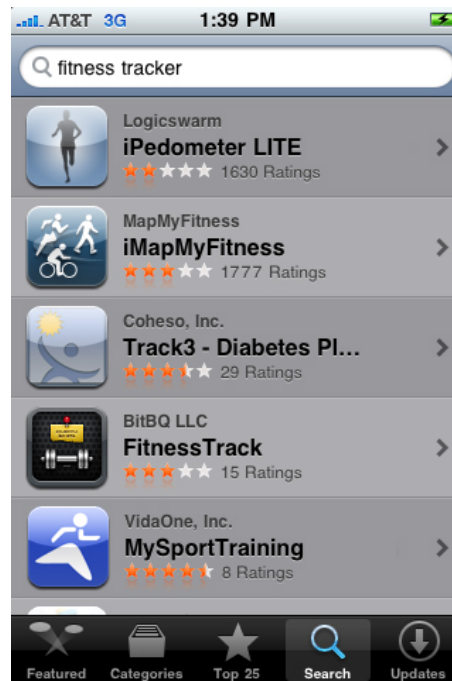 AT&T 3G 1:39 PM
fitness tracker
Logicswarm
iPedometer LITE
1630 Ratings
MapMyFitness
iMapMyFitness
1777 Ratings
Coheso, Inc.
Track3 - Diabetes Pl...
29 Ratings
BitBQ LLC
FitnessTrack
15 Ratings
VidaOne, Inc.
MySportTraining
8 Ratings
Featured Categories Top 25 Search Updates